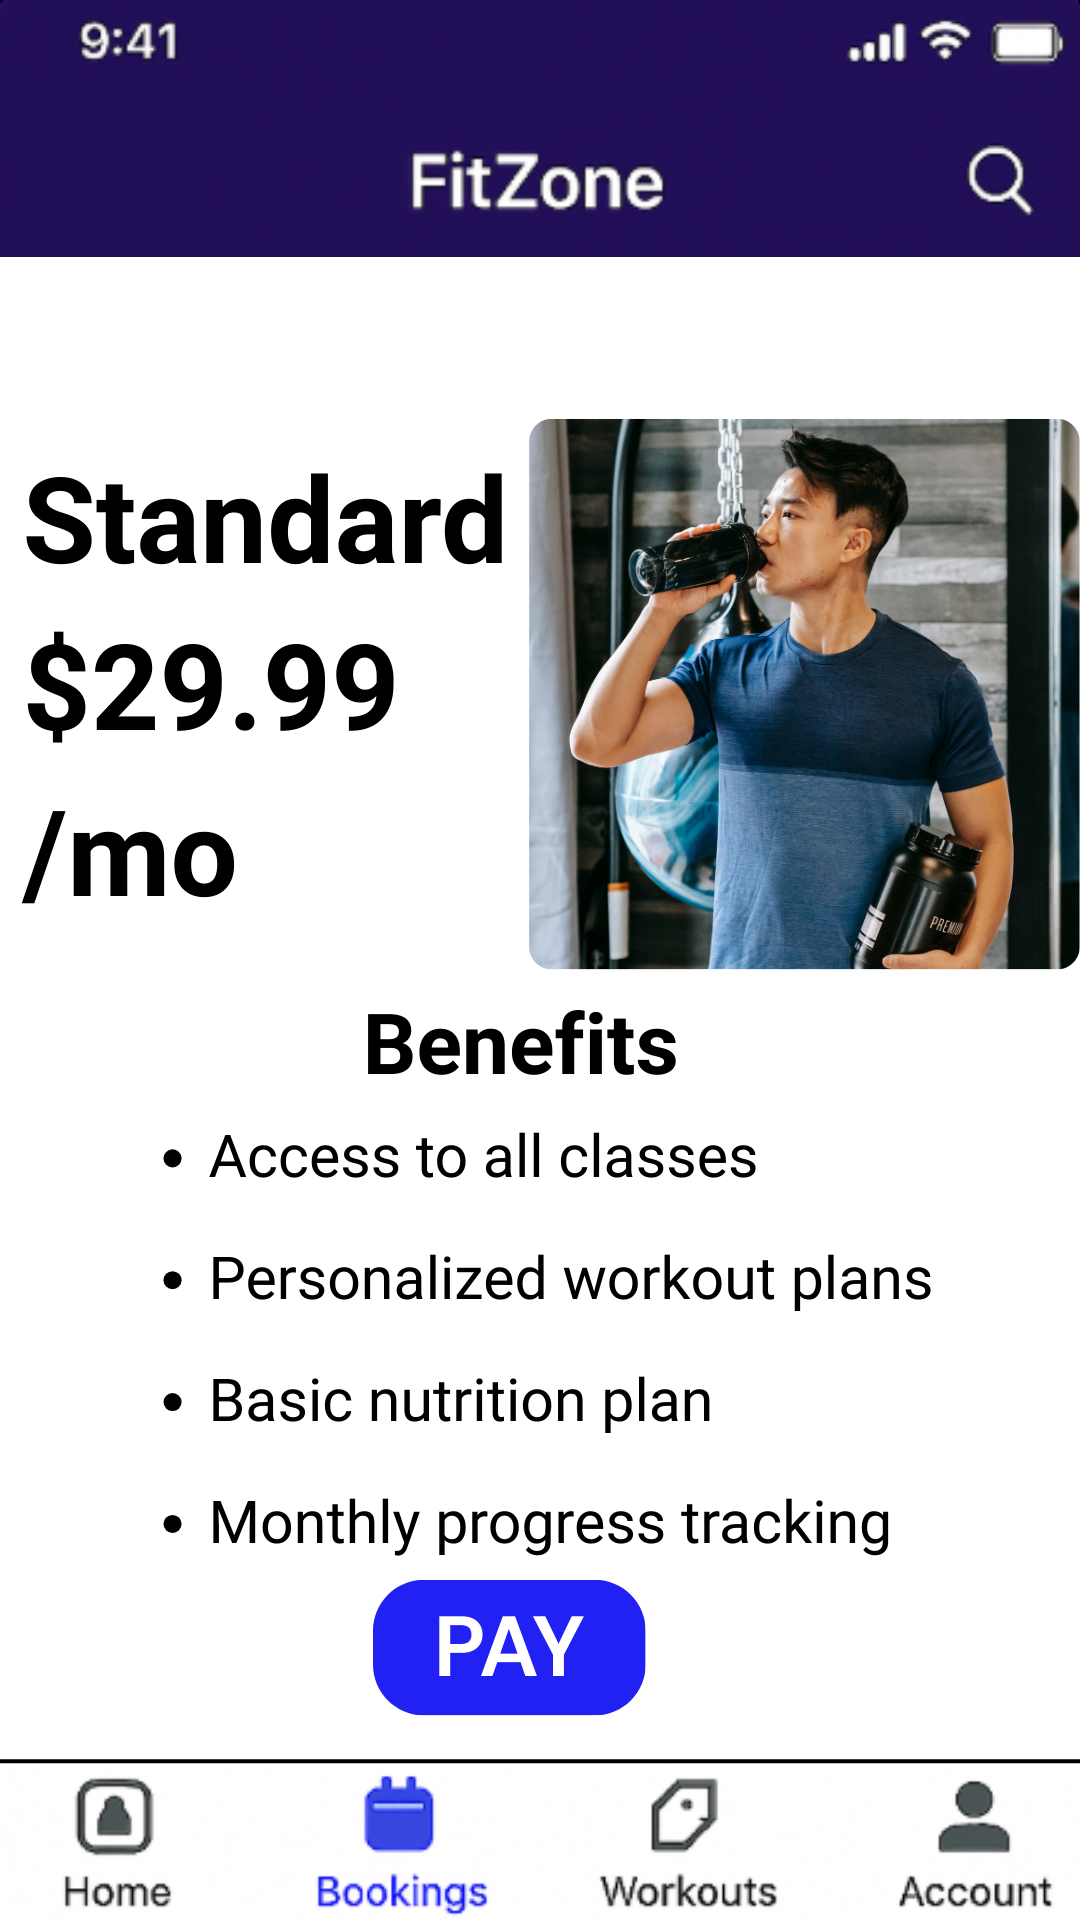 9:41
FitZone
Standard
$29.99
/mo
PREMIU
Benefits
• Access to all classes
• Personalized workout plans
• Basic nutrition plan
• Monthly progress tracking
PAY
Home
Bookings
Workouts
Account